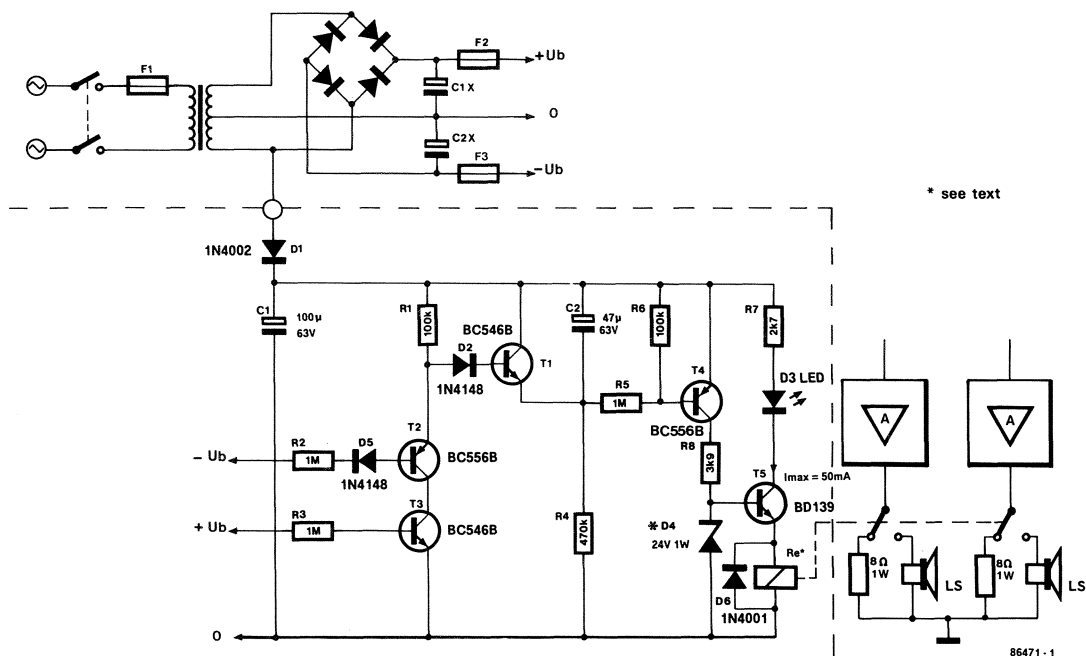 F1
F2
+Ub
C1X
0
C2X
F3
−Ub
* see text
1N4002
D1
C1
100µ
63V
R1
100k
BC546B
D2
1N4148
T1
C2
47µ
63V
R6
100k
R7
2k7
D3 LED
R5
1M
T4
BC556B
R8
3k9
T5
Imax = 50mA
BD139
A
A
− Ub
R2
1M
D5
1N4148
T2
BC556B
+ Ub
R3
1M
T3
BC546B
R4
470k
* D4
24V 1W
Re*
D6
1N4001
8Ω
1W
LS
8Ω
1W
LS
0
86471 - 1